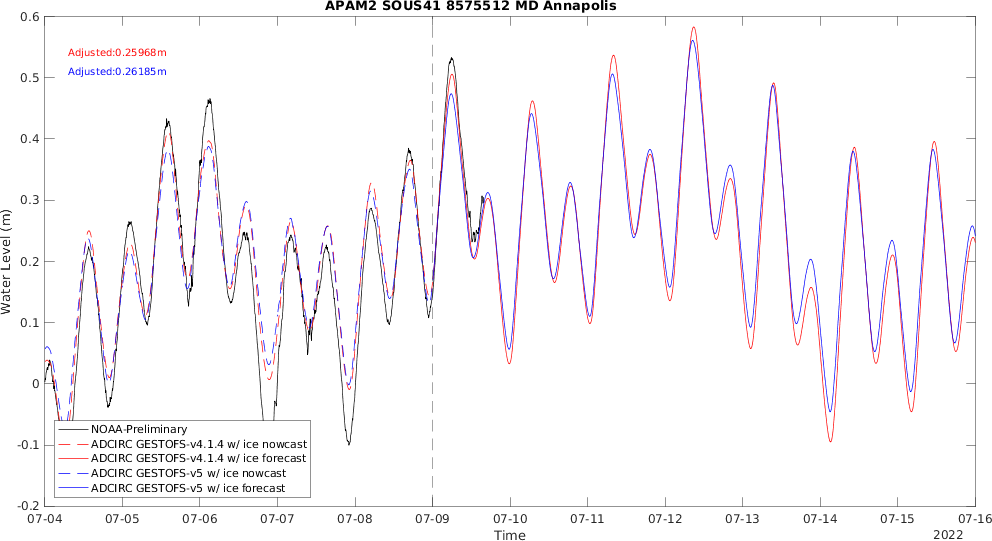 APAM2 SOUS41 8575512 MD Annapolis
0.6
0.5
0.4
0.3
0.2
0.1
0
-0.1
-0.2
Water Level (m)
Adjusted:0.25968m
Adjusted:0.26185m
NOAA-Preliminary
ADCIRC GESTOFS-v4.1.4 w/ ice nowcast
ADCIRC GESTOFS-v4.1.4 w/ ice forecast
ADCIRC GESTOFS-v5 w/ ice nowcast
ADCIRC GESTOFS-v5 w/ ice forecast
07-04 07-05 07-06 07-07 07-08 07-09 07-10 07-11 07-12 07-13 07-14 07-15 07-16
Time
2022